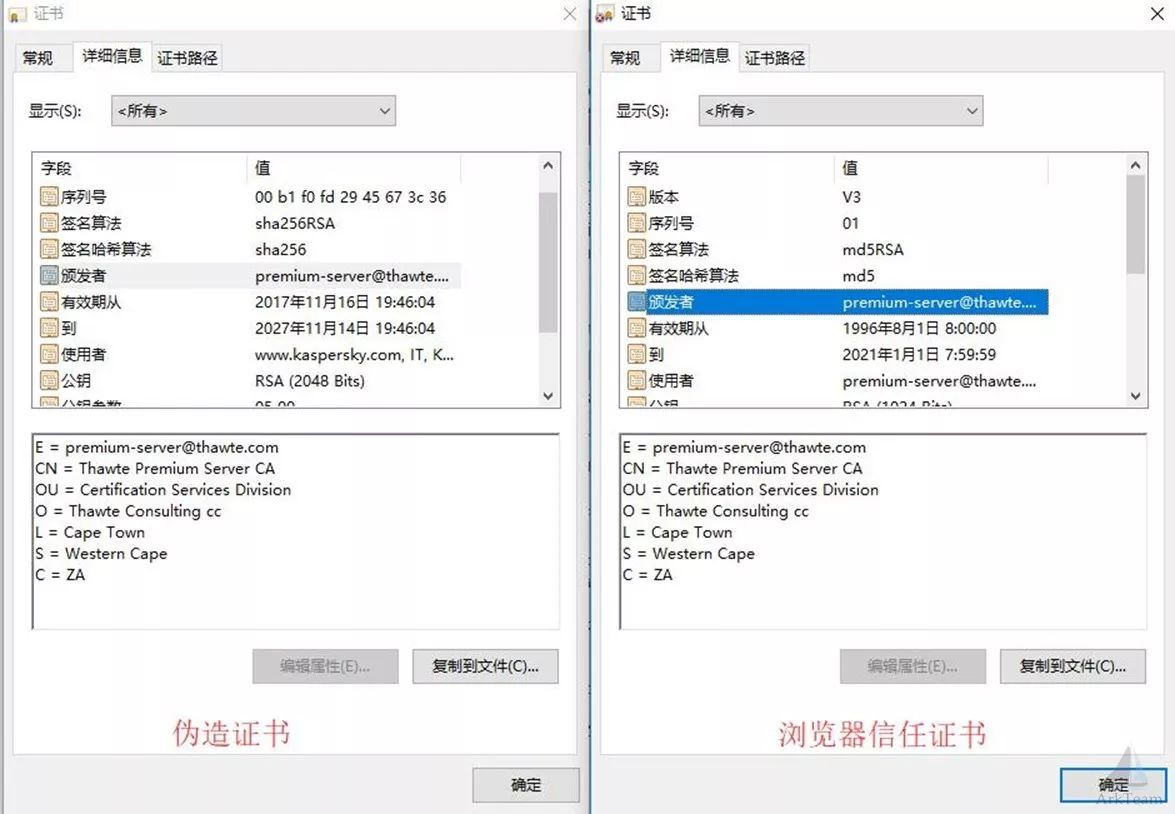 证书
常规 详细信息 证书路径
显示(S): <所有>
字段 值
序列号 00 b1 f0 fd 29 45 67 3c 36
签名算法 sha256RSA
签名哈希算法 sha256
颁发者 premium-server@thawte....
有效期从 2017年11月16日 19:46:04
到 2027年11月14日 19:46:04
使用者 www.kaspersky.com, IT, K...
公钥 RSA (2048 Bits)
公钥参数 05 00
E = premium-server@thawte.com
CN = Thawte Premium Server CA
OU = Certification Services Division
O = Thawte Consulting cc
L = Cape Town
S = Western Cape
C = ZA
编辑属性(E)... 复制到文件(C)...
伪造证书
确定
证书
常规 详细信息 证书路径
显示(S): <所有>
字段 值
版本 V3
序列号 01
签名算法 md5RSA
签名哈希算法 md5
颁发者 premium-server@thawte....
有效期从 1996年8月1日 8:00:00
到 2021年1月1日 7:59:59
使用者 premium-server@thawte....
公钥 RSA (1024 Bits)
E = premium-server@thawte.com
CN = Thawte Premium Server CA
OU = Certification Services Division
O = Thawte Consulting cc
L = Cape Town
S = Western Cape
C = ZA
编辑属性(E)... 复制到文件(C)...
浏览器信任证书
确定
ArkTeam